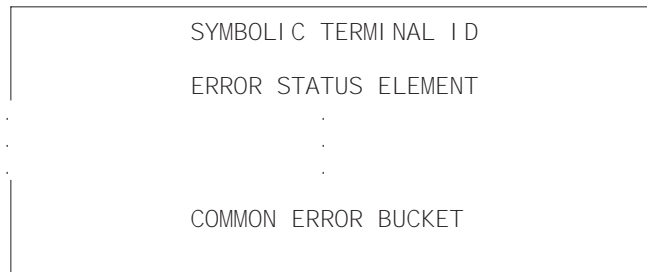 SYMBOLIC TERMINAL ID
ERROR STATUS ELEMENT
. .
. .
. .
COMMON ERROR BUCKET